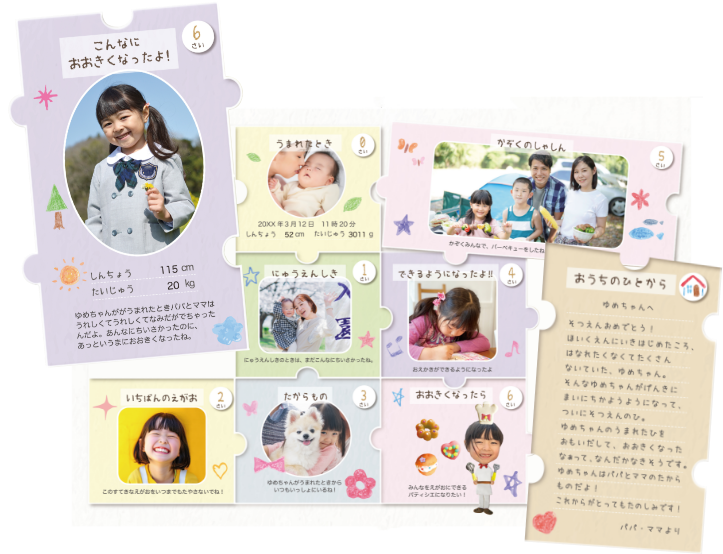 こんなに
おおきくなったよ!
6
さい
しんちょう 115 cm
たいじゅう 20 kg
ゆめちゃんががうまれたときパパとママは
うれしくてうれしくてなみだがでちゃった
んだよ。あんなにちいさかったのに、
あっというまにおおきくなったね。
うまれたとき
0
さい
20XX年3月12日 11時20分
しんちょう 52cm たいじゅう 3011g
かぞくのしゃしん
5
さい
かぞくみんなで、バーベキューをしたね
にゅうえんしき
1
さい
にゅうえんしきのときは、まだこんなにちいさかったね。
できるようになったよ!!
4
さい
おえかきができるようになったよ
いちばんのえがお
2
さい
このすてきなえがおをいつまでもたやさないでね!
たからもの
3
さい
ゆめちゃんがうまれたときから
いつもいっしょにいるね!
おおきくなったら
6
さい
みんなをえがおにできる
パティシエになりたい!
おうちのひとから
ゆめちゃんへ
そつえんおめでとう!
ほいくえんにいきはじめたころ、
はなれたくなくてたくさん
ないていた、ゆめちゃん。
そんなゆめちゃんがげんきに
まいにちかようようになって、
ついにそつえんのひ。
ゆめちゃんのうまれたひを
おもいだして、おおきくなった
なぁって、なんだかなきそうです。
ゆめちゃんはパパとママのたから
ものだよ!
これからがとってもたのしみです!
パパ・ママより